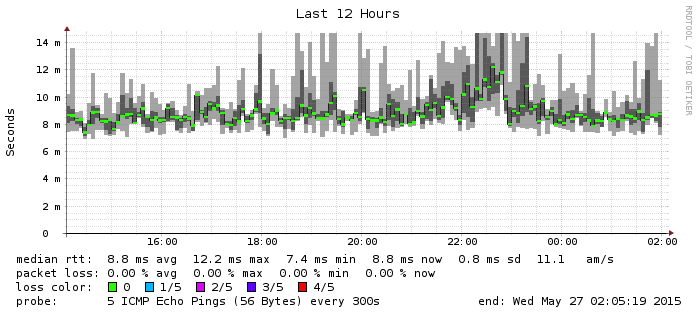 Last 12 Hours
RRDTOOL / TOBI OETIKER
Seconds
14 m
12 m
10 m
8 m
6 m
4 m
2 m
0
16:00 18:00 20:00 22:00 00:00 02:00
median rtt: 8.8 ms avg 12.2 ms max 7.4 ms min 8.8 ms now 0.8 ms sd 11.1 am/s
packet loss: 0.00 % avg 0.00 % max 0.00 % min 0.00 % now
loss color: 0 1/5 2/5 3/5 4/5
probe: 5 ICMP Echo Pings (56 Bytes) every 300s end: Wed May 27 02:05:19 2015